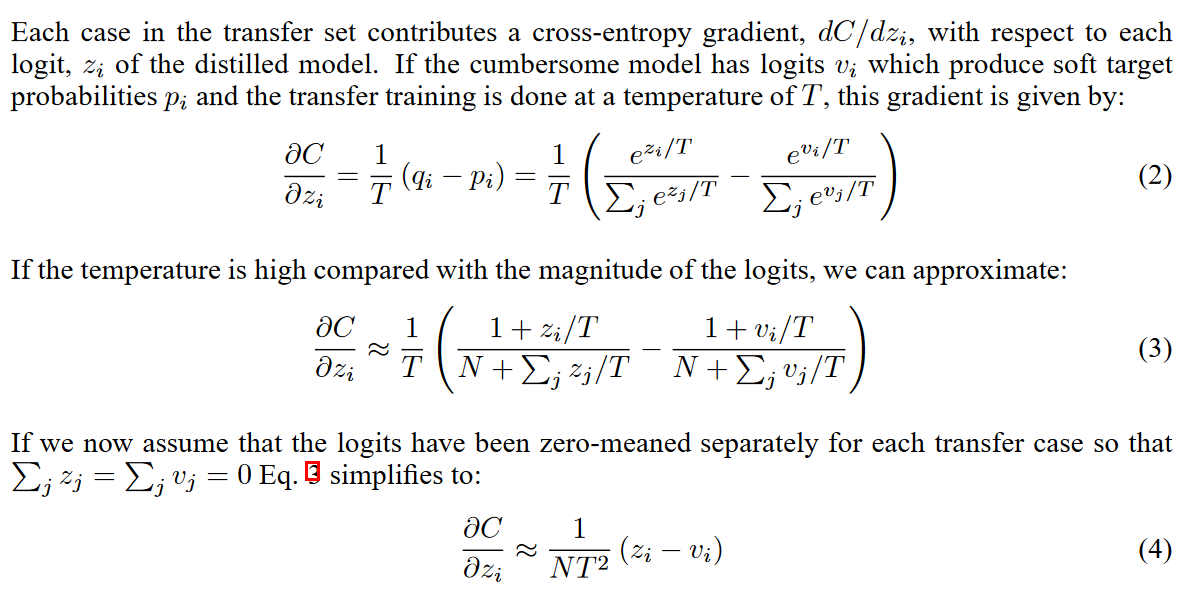 Each case in the transfer set contributes a cross-entropy gradient, dC/dz_i, with respect to each
logit, z_i of the distilled model. If the cumbersome model has logits v_i which produce soft target
probabilities p_i and the transfer training is done at a temperature of T, this gradient is given by:
\frac{\partial C}{\partial z_i} = \frac{1}{T} (q_i - p_i) = \frac{1}{T} \left( \frac{e^{z_i/T}}{\sum_j e^{z_j/T}} - \frac{e^{v_i/T}}{\sum_j e^{v_j/T}} \right) (2)
If the temperature is high compared with the magnitude of the logits, we can approximate:
\frac{\partial C}{\partial z_i} \approx \frac{1}{T} \left( \frac{1 + z_i/T}{N + \sum_j z_j/T} - \frac{1 + v_i/T}{N + \sum_j v_j/T} \right) (3)
If we now assume that the logits have been zero-meaned separately for each transfer case so that
\sum_j z_j = \sum_j v_j = 0 Eq. 3 simplifies to:
\frac{\partial C}{\partial z_i} \approx \frac{1}{NT^2} (z_i - v_i) (4)